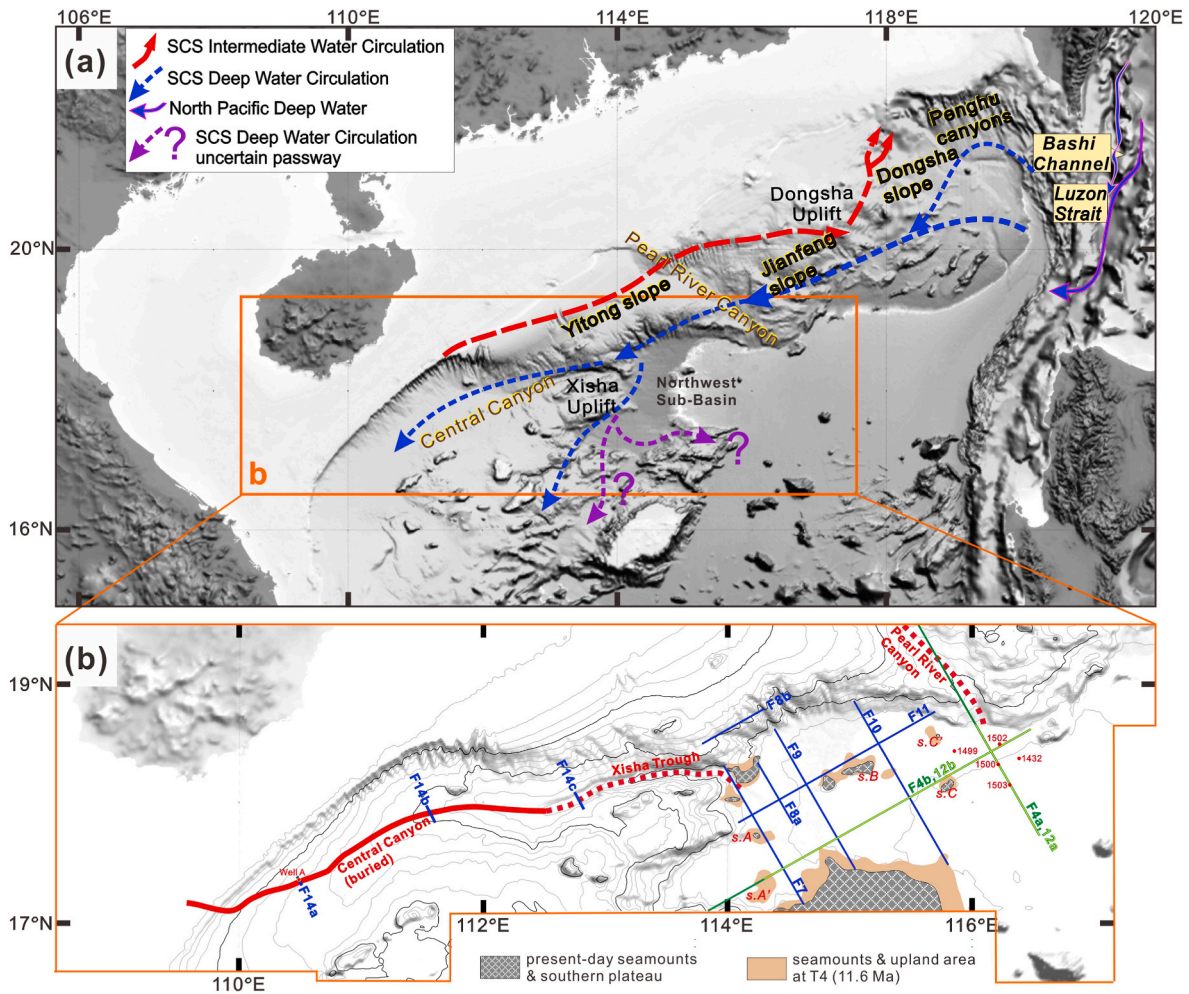 106°E
110°E
114°E
118°E
120°E
(a)
SCS Intermediate Water Circulation
SCS Deep Water Circulation
North Pacific Deep Water
?
SCS Deep Water Circulation
uncertain passway
Penghu
canyons
Bashi
Channel
Dongsha
slope
Luzon
Strait
Dongsha
Uplift
20°N
Pearl River Canyon
Jianfeng
slope
Yitong slope
Xisha
Uplift
Northwest
Sub-Basin
Central Canyon
?
?
b
16°N
(b)
19°N
Pearl River
Canyon
F8b
F10
F11
F9
s.C'
1502
1499
1432
1500
1503
Xisha Trough
F14c
F14b
s.B
F4b,12b
s.C
F8a
F4a,12a
Central Canyon
(buried)
s.A
Well A
F14a
s.A'
F7
17°N
112°E
114°E
116°E
110°E
present-day seamounts
& southern plateau
seamounts & upland area
at T4 (11.6 Ma)